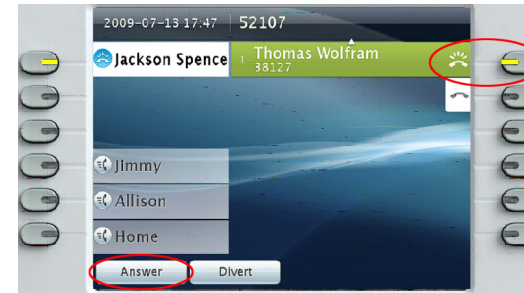 2009-07-13 17:47 52107
Jackson Spence
1 Thomas Wolfram
38127
Jimmy
Allison
Home
Answer Divert